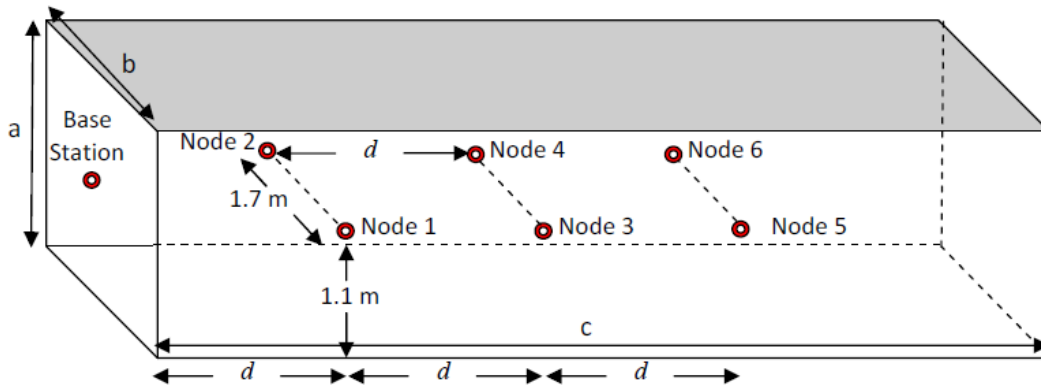 a
b
Base
Station
Node 2
d
Node 4
Node 6
1.7 m
Node 1
Node 3
Node 5
1.1 m
c
d
d
d